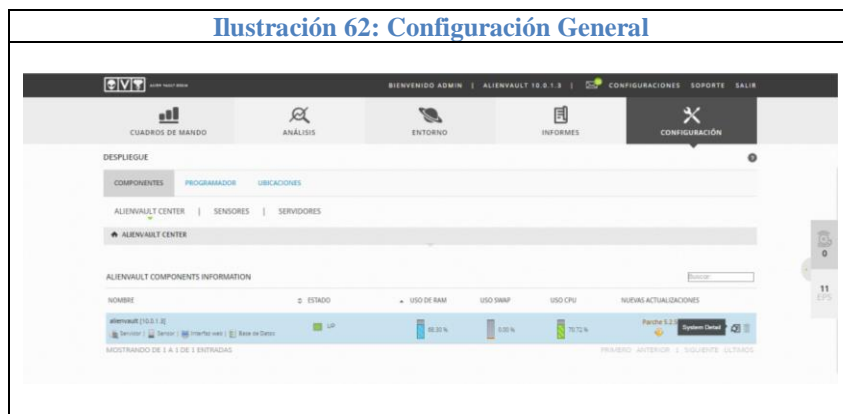 Ilustración 62: Configuración General
BIENVENIDO ADMIN | ALIENVAULT 10.0.1.3 | CONFIGURACIONES SOPORTE SALIR
CUADROS DE MANDO ANÁLISIS ENTORNO INFORMES CONFIGURACIÓN
DESPLIEGUE
COMPONENTES PROGRAMADOR UBICACIONES
ALIENVAULT CENTER | SENSORES | SERVIDORES
ALIENVAULT CENTER
0
ALIENVAULT COMPONENTS INFORMATION Buscar
11
EPS
NOMBRE ESTADO USO DE RAM USO SWAP USO CPU NUEVAS ACTUALIZACIONES
alienvault [10.0.1.3] UP Parche 5.2 System Detail
Servidor | Sensor | Interfaz web | Base de Datos
MOSTRANDO DE 1 A 1 DE 1 ENTRADAS PRIMERO ANTERIOR 1 SIGUIENTE ÚLTIMOS